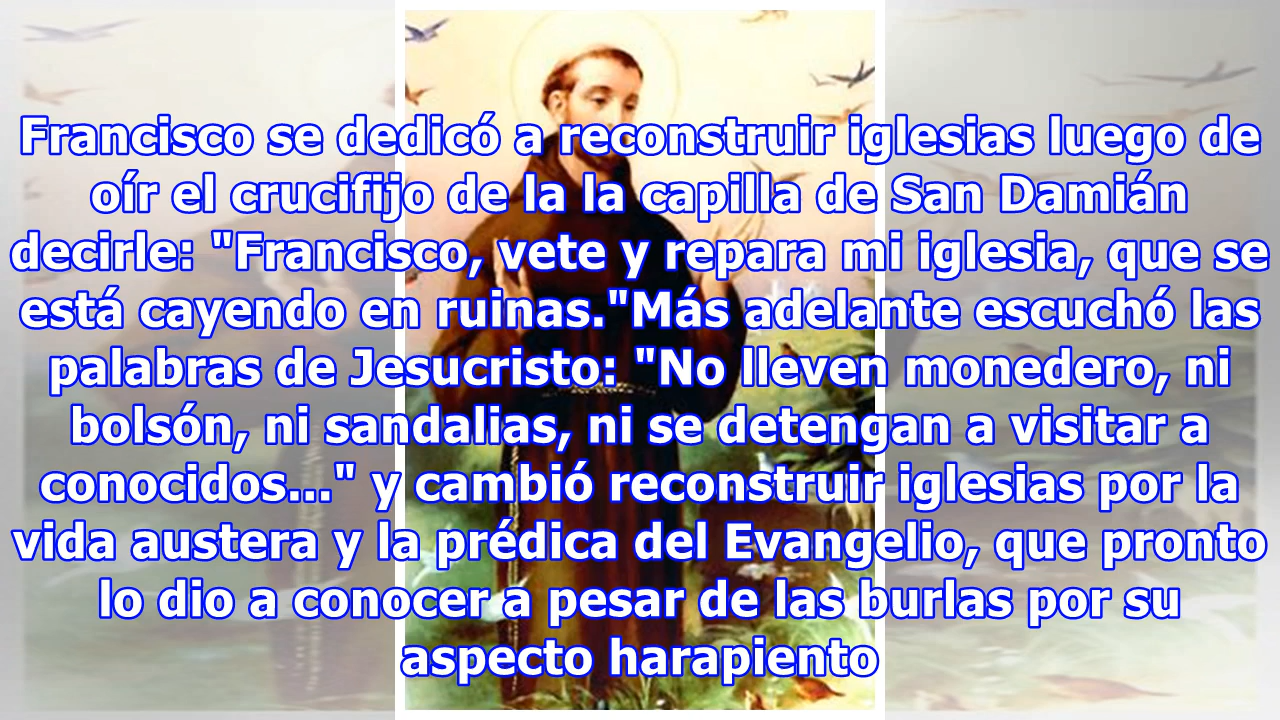 Francisco se dedicó a reconstruir iglesias luego de
oír el crucifijo de la la capilla de San Damián
decirle: "Francisco, vete y repara mi iglesia, que se
está cayendo en ruinas."Más adelante escuchó las
palabras de Jesucristo: "No lleven monedero, ni
bolsón, ni sandalias, ni se detengan a visitar a
conocidos..." y cambió reconstruir iglesias por la
vida austera y la prédica del Evangelio, que pronto
lo dio a conocer a pesar de las burlas por su
aspecto harapiento